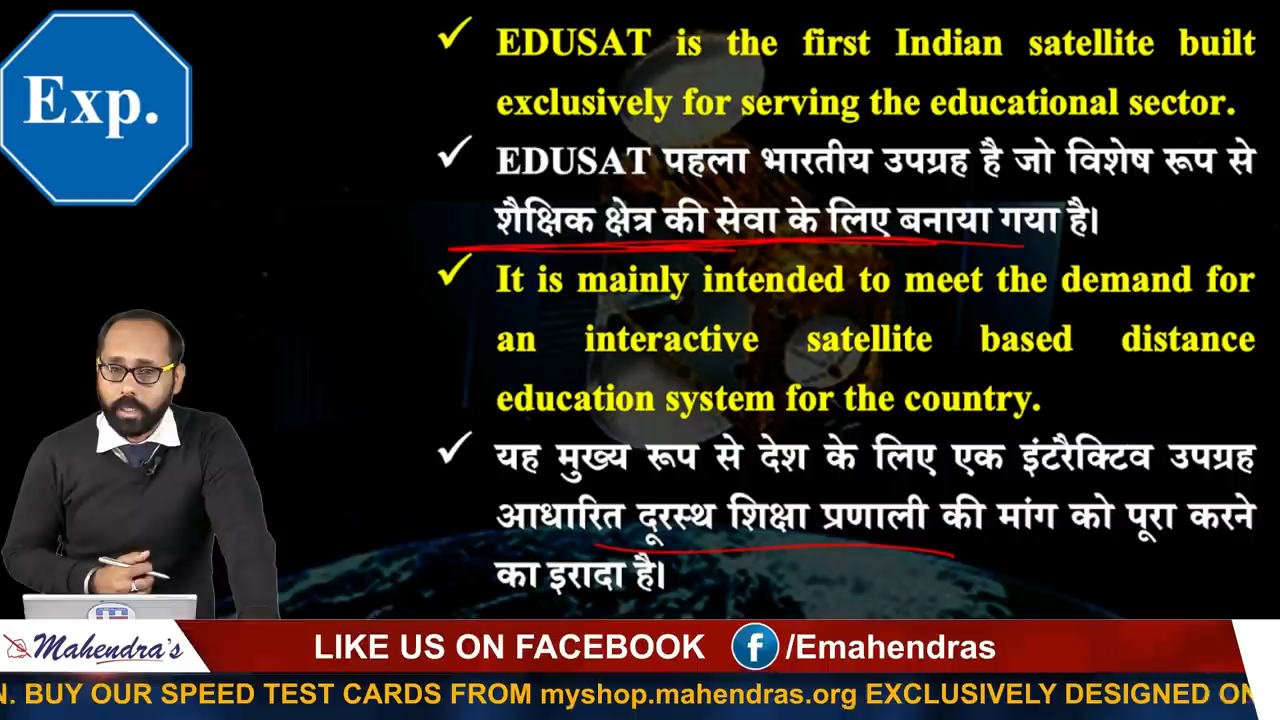 Exp.
✓ EDUSAT is the first Indian satellite built
exclusively for serving the educational sector.
✓ EDUSAT पहला भारतीय उपग्रह है जो विशेष रूप से
शैक्षिक क्षेत्र की सेवा के लिए बनाया गया है।
✓ It is mainly intended to meet the demand for
an interactive satellite based distance
education system for the country.
✓ यह मुख्य रूप से देश के लिए एक इंटरैक्टिव उपग्रह
आधारित दूरस्थ शिक्षा प्रणाली की मांग को पूरा करने
का इरादा है।
Mahendra's
LIKE US ON FACEBOOK f /Emahendras
N. BUY OUR SPEED TEST CARDS FROM myshop.mahendras.org EXCLUSIVELY DESIGNED ON